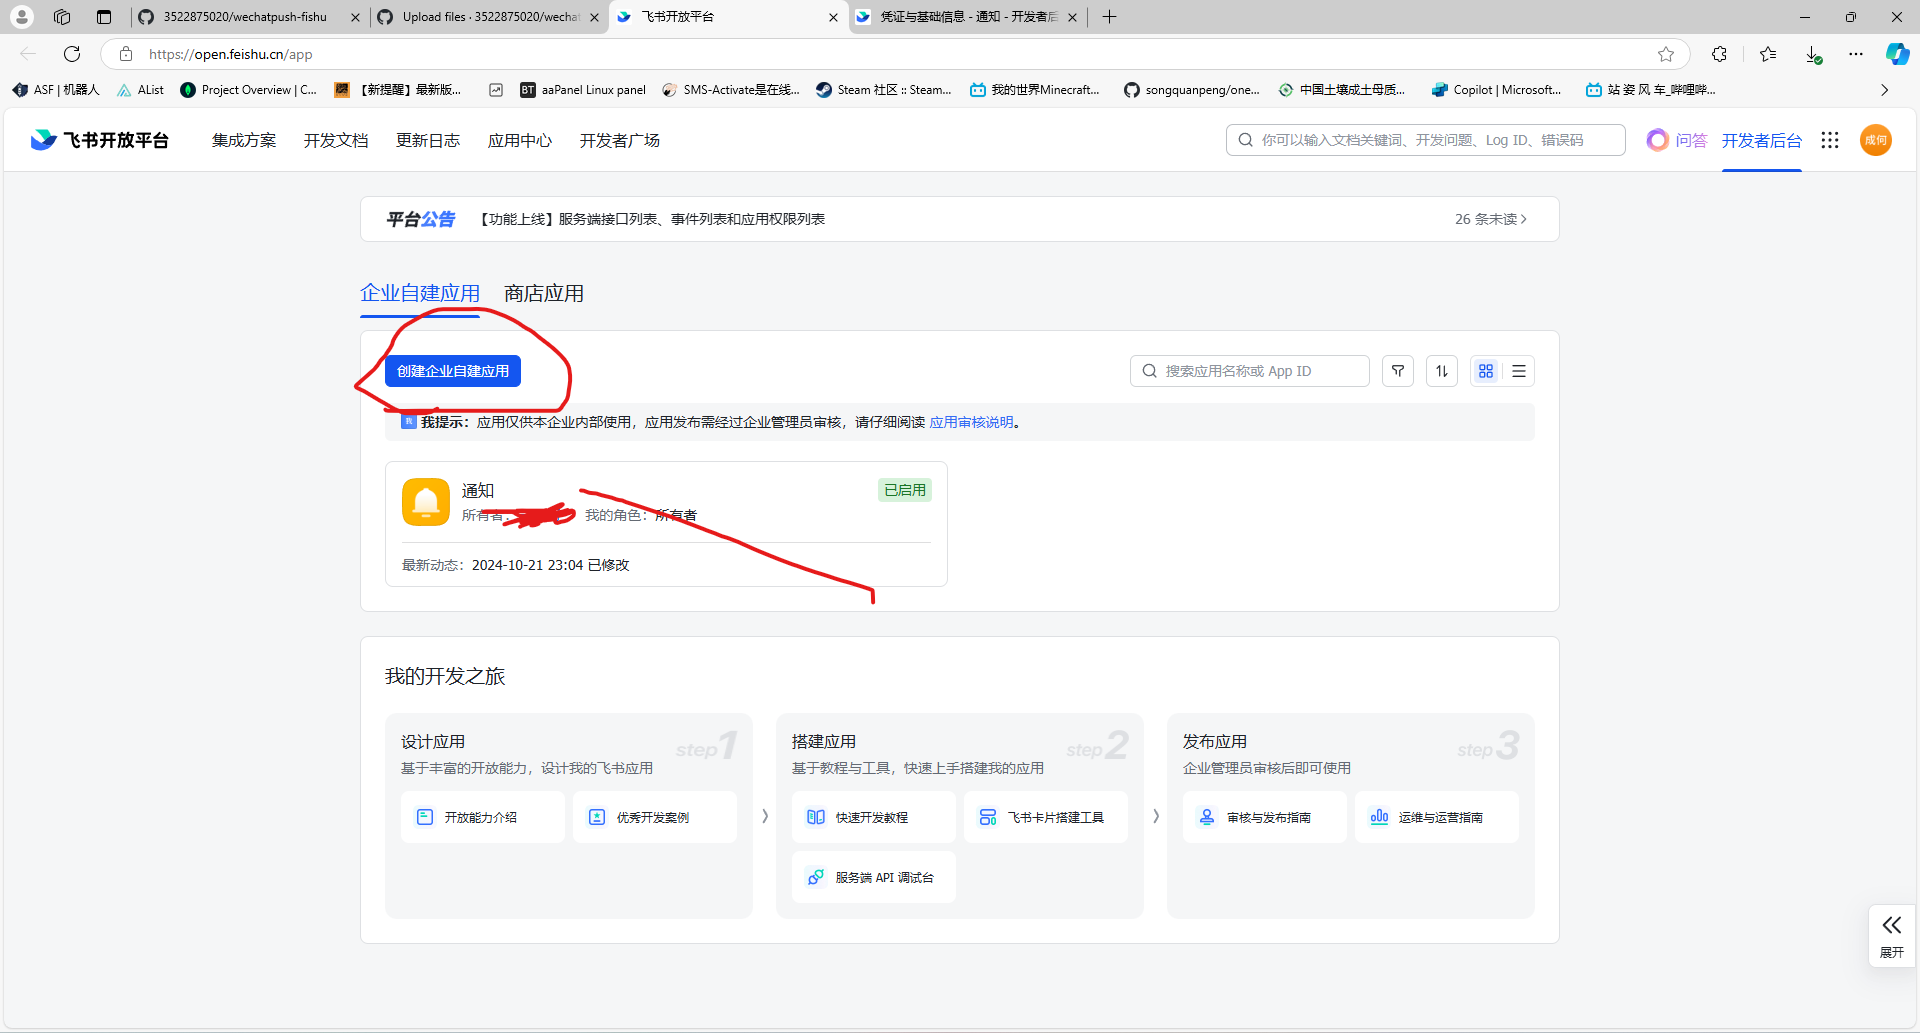 3522875020/wechatpush-fishu
Upload files · 3522875020/wechat
飞书开放平台
凭证与基础信息 - 通知 - 开发者后
https://open.feishu.cn/app
ASF | 机器人
AList
Project Overview | C...
【新提醒】最新版...
BT
aaPanel Linux panel
SMS-Activate是在线...
Steam 社区 :: Steam...
我的世界Minecraft...
songquanpeng/one...
中国土壤成土母质...
Copilot | Microsoft...
站 姿 风 车_哔哩哔...
飞书开放平台
集成方案
开发文档
更新日志
应用中心
开发者广场
你可以输入文档关键词、开发问题、Log ID、错误码
问答
开发者后台
成何
平台公告
【功能上线】服务端接口列表、事件列表和应用权限列表
26 条未读
企业自建应用
商店应用
创建企业自建应用
搜索应用名称或 App ID
我
我提示：应用仅供本企业内部使用，应用发布需经过企业管理员审核，请仔细阅读 应用审核说明。
通知
已启用
所有者：
我的角色：所有者
最新动态：2024-10-21 23:04 已修改
我的开发之旅
设计应用
step1
基于丰富的开放能力，设计我的飞书应用
开放能力介绍
优秀开发案例
搭建应用
step2
基于教程与工具，快速上手搭建我的应用
快速开发教程
飞书卡片搭建工具
服务端 API 调试台
发布应用
step3
企业管理员审核后即可使用
审核与发布指南
运维与运营指南
展开